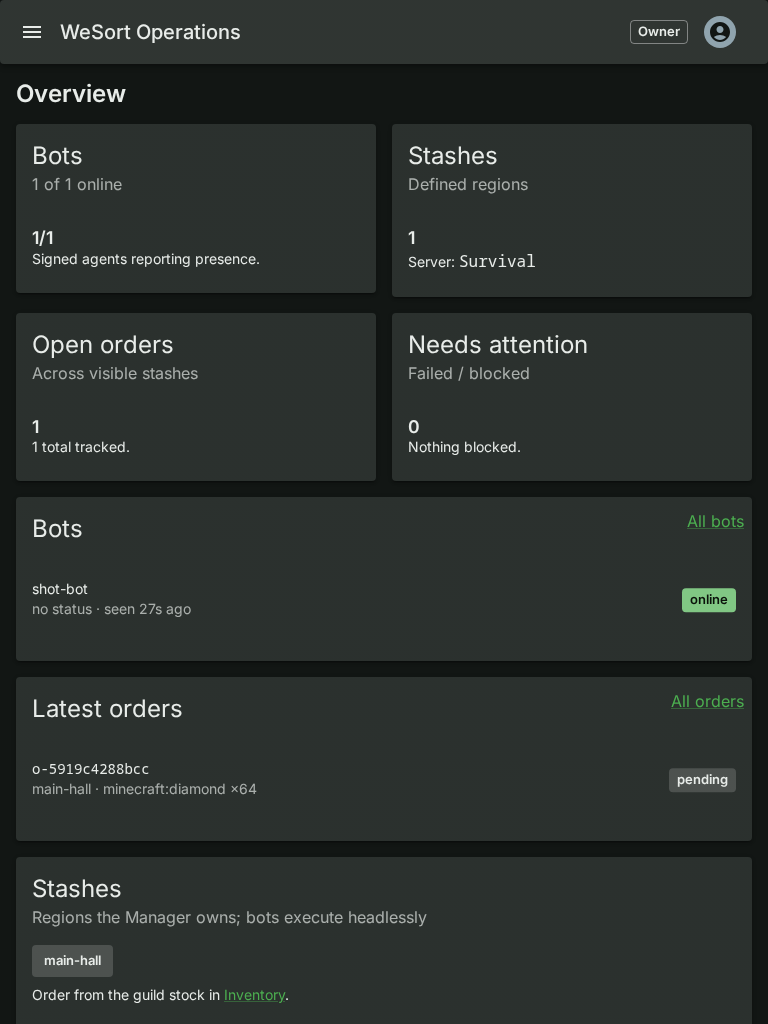 WeSort Operations
Owner
Overview
Bots
1 of 1 online
1/1
Signed agents reporting presence.
Stashes
Defined regions
1
Server: Survival
Open orders
Across visible stashes
1
1 total tracked.
Needs attention
Failed / blocked
0
Nothing blocked.
Bots
All bots
shot-bot
no status · seen 27s ago
online
Latest orders
All orders
o-5919c4288bcc
main-hall · minecraft:diamond ×64
pending
Stashes
Regions the Manager owns; bots execute headlessly
main-hall
Order from the guild stock in Inventory.